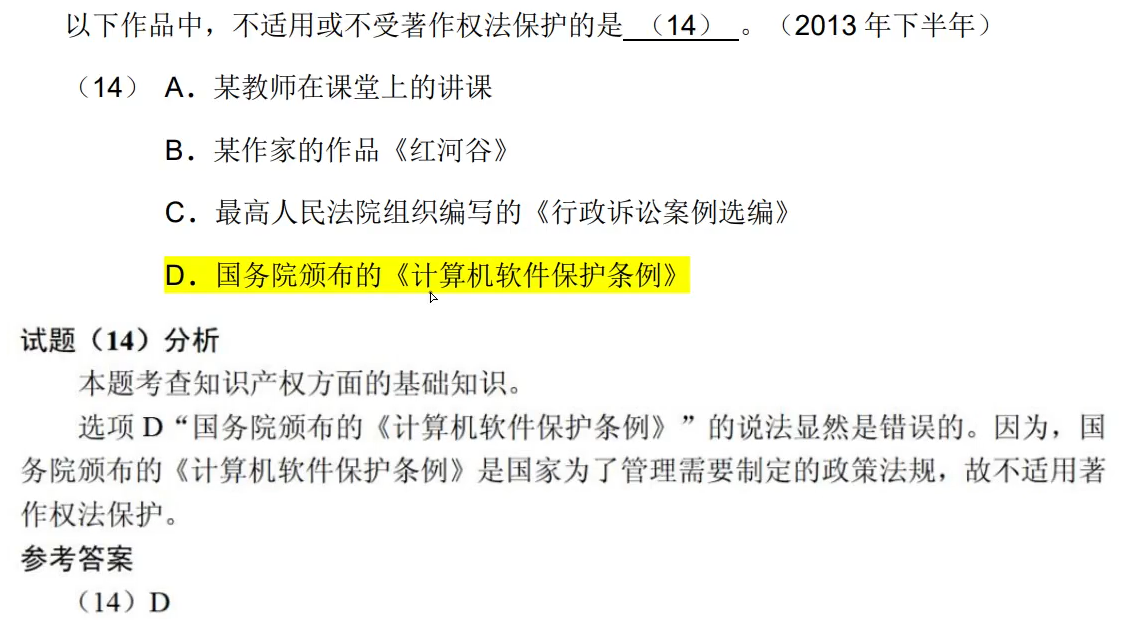 以下作品中，不适用或不受著作权法保护的是（14）。（2013 年下半年）
（14） A．某教师在课堂上的讲课
B．某作家的作品《红河谷》
C．最高人民法院组织编写的《行政诉讼案例选编》
D．国务院颁布的《计算机软件保护条例》
试题（14）分析
本题考查知识产权方面的基础知识。
选项 D“国务院颁布的《计算机软件保护条例》”的说法显然是错误的。因为，国
务院颁布的《计算机软件保护条例》是国家为了管理需要制定的政策法规，故不适用著
作权法保护。
参考答案
（14）D